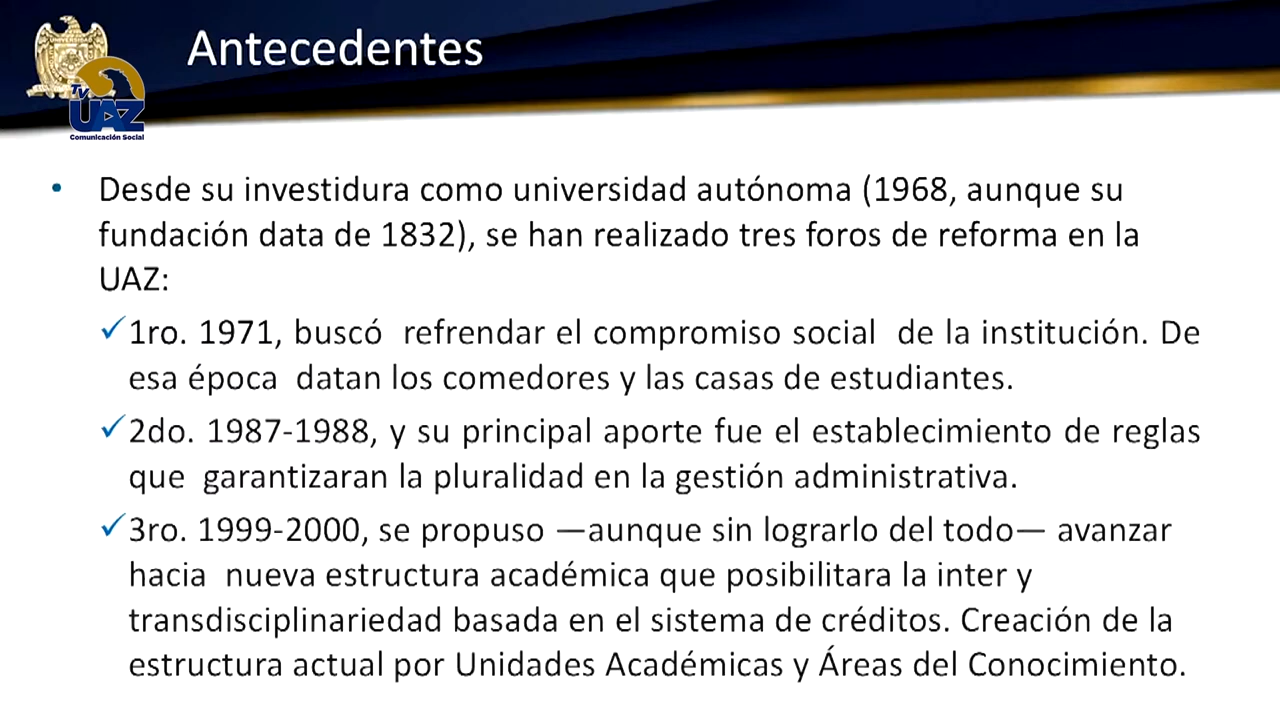 Antecedentes
Tv
UAZ
Comunicación Social
• Desde su investidura como universidad autónoma (1968, aunque su
fundación data de 1832), se han realizado tres foros de reforma en la
UAZ:
✓1ro. 1971, buscó  refrendar el compromiso social  de la institución. De
esa época  datan los comedores y las casas de estudiantes.
✓2do. 1987-1988, y su principal aporte fue el establecimiento de reglas
que  garantizaran la pluralidad en la gestión administrativa.
✓3ro. 1999-2000, se propuso —aunque sin lograrlo del todo— avanzar
hacia  nueva estructura académica que posibilitara la inter y
transdisciplinariedad basada en el sistema de créditos. Creación de la
estructura actual por Unidades Académicas y Áreas del Conocimiento.